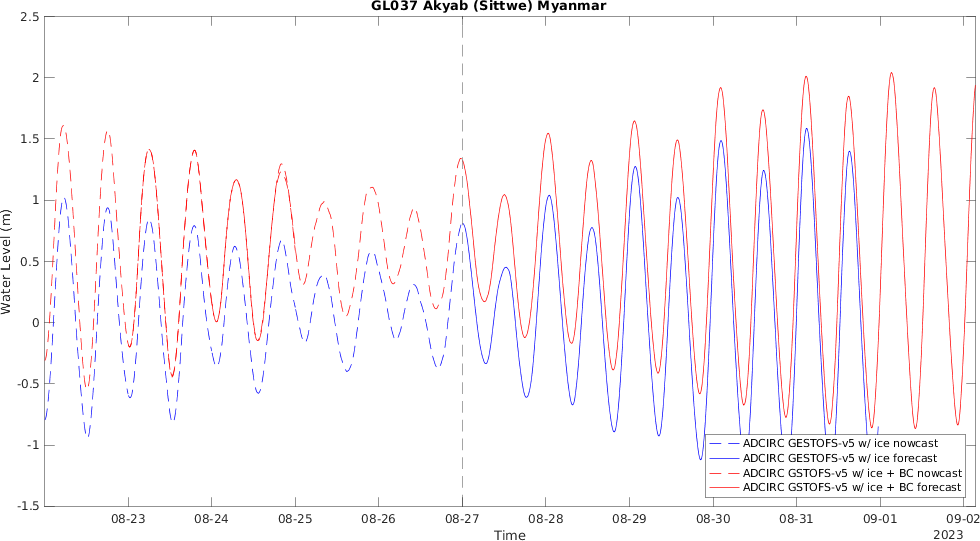 GL037 Akyab (Sittwe) Myanmar
2.5
2
1.5
1
0.5
0
-0.5
-1
-1.5
Water Level (m)
ADCIRC GESTOFS-v5 w/ ice nowcast
ADCIRC GESTOFS-v5 w/ ice forecast
ADCIRC GSTOFS-v5 w/ ice + BC nowcast
ADCIRC GSTOFS-v5 w/ ice + BC forecast
08-23 08-24 08-25 08-26 08-27 08-28 08-29 08-30 08-31 09-01 09-02
Time
2023